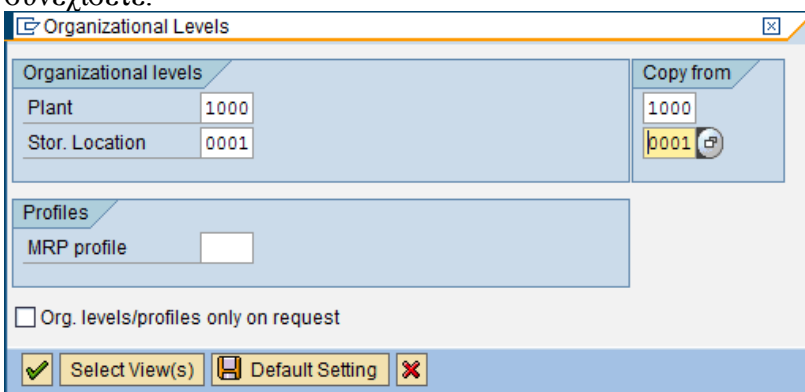 συνεχίσετε.
Organizational Levels
Organizational levels
Copy from
Plant 1000 1000
Stor. Location 0001 0001
Profiles
MRP profile
Org. levels/profiles only on request
Select View(s) Default Setting